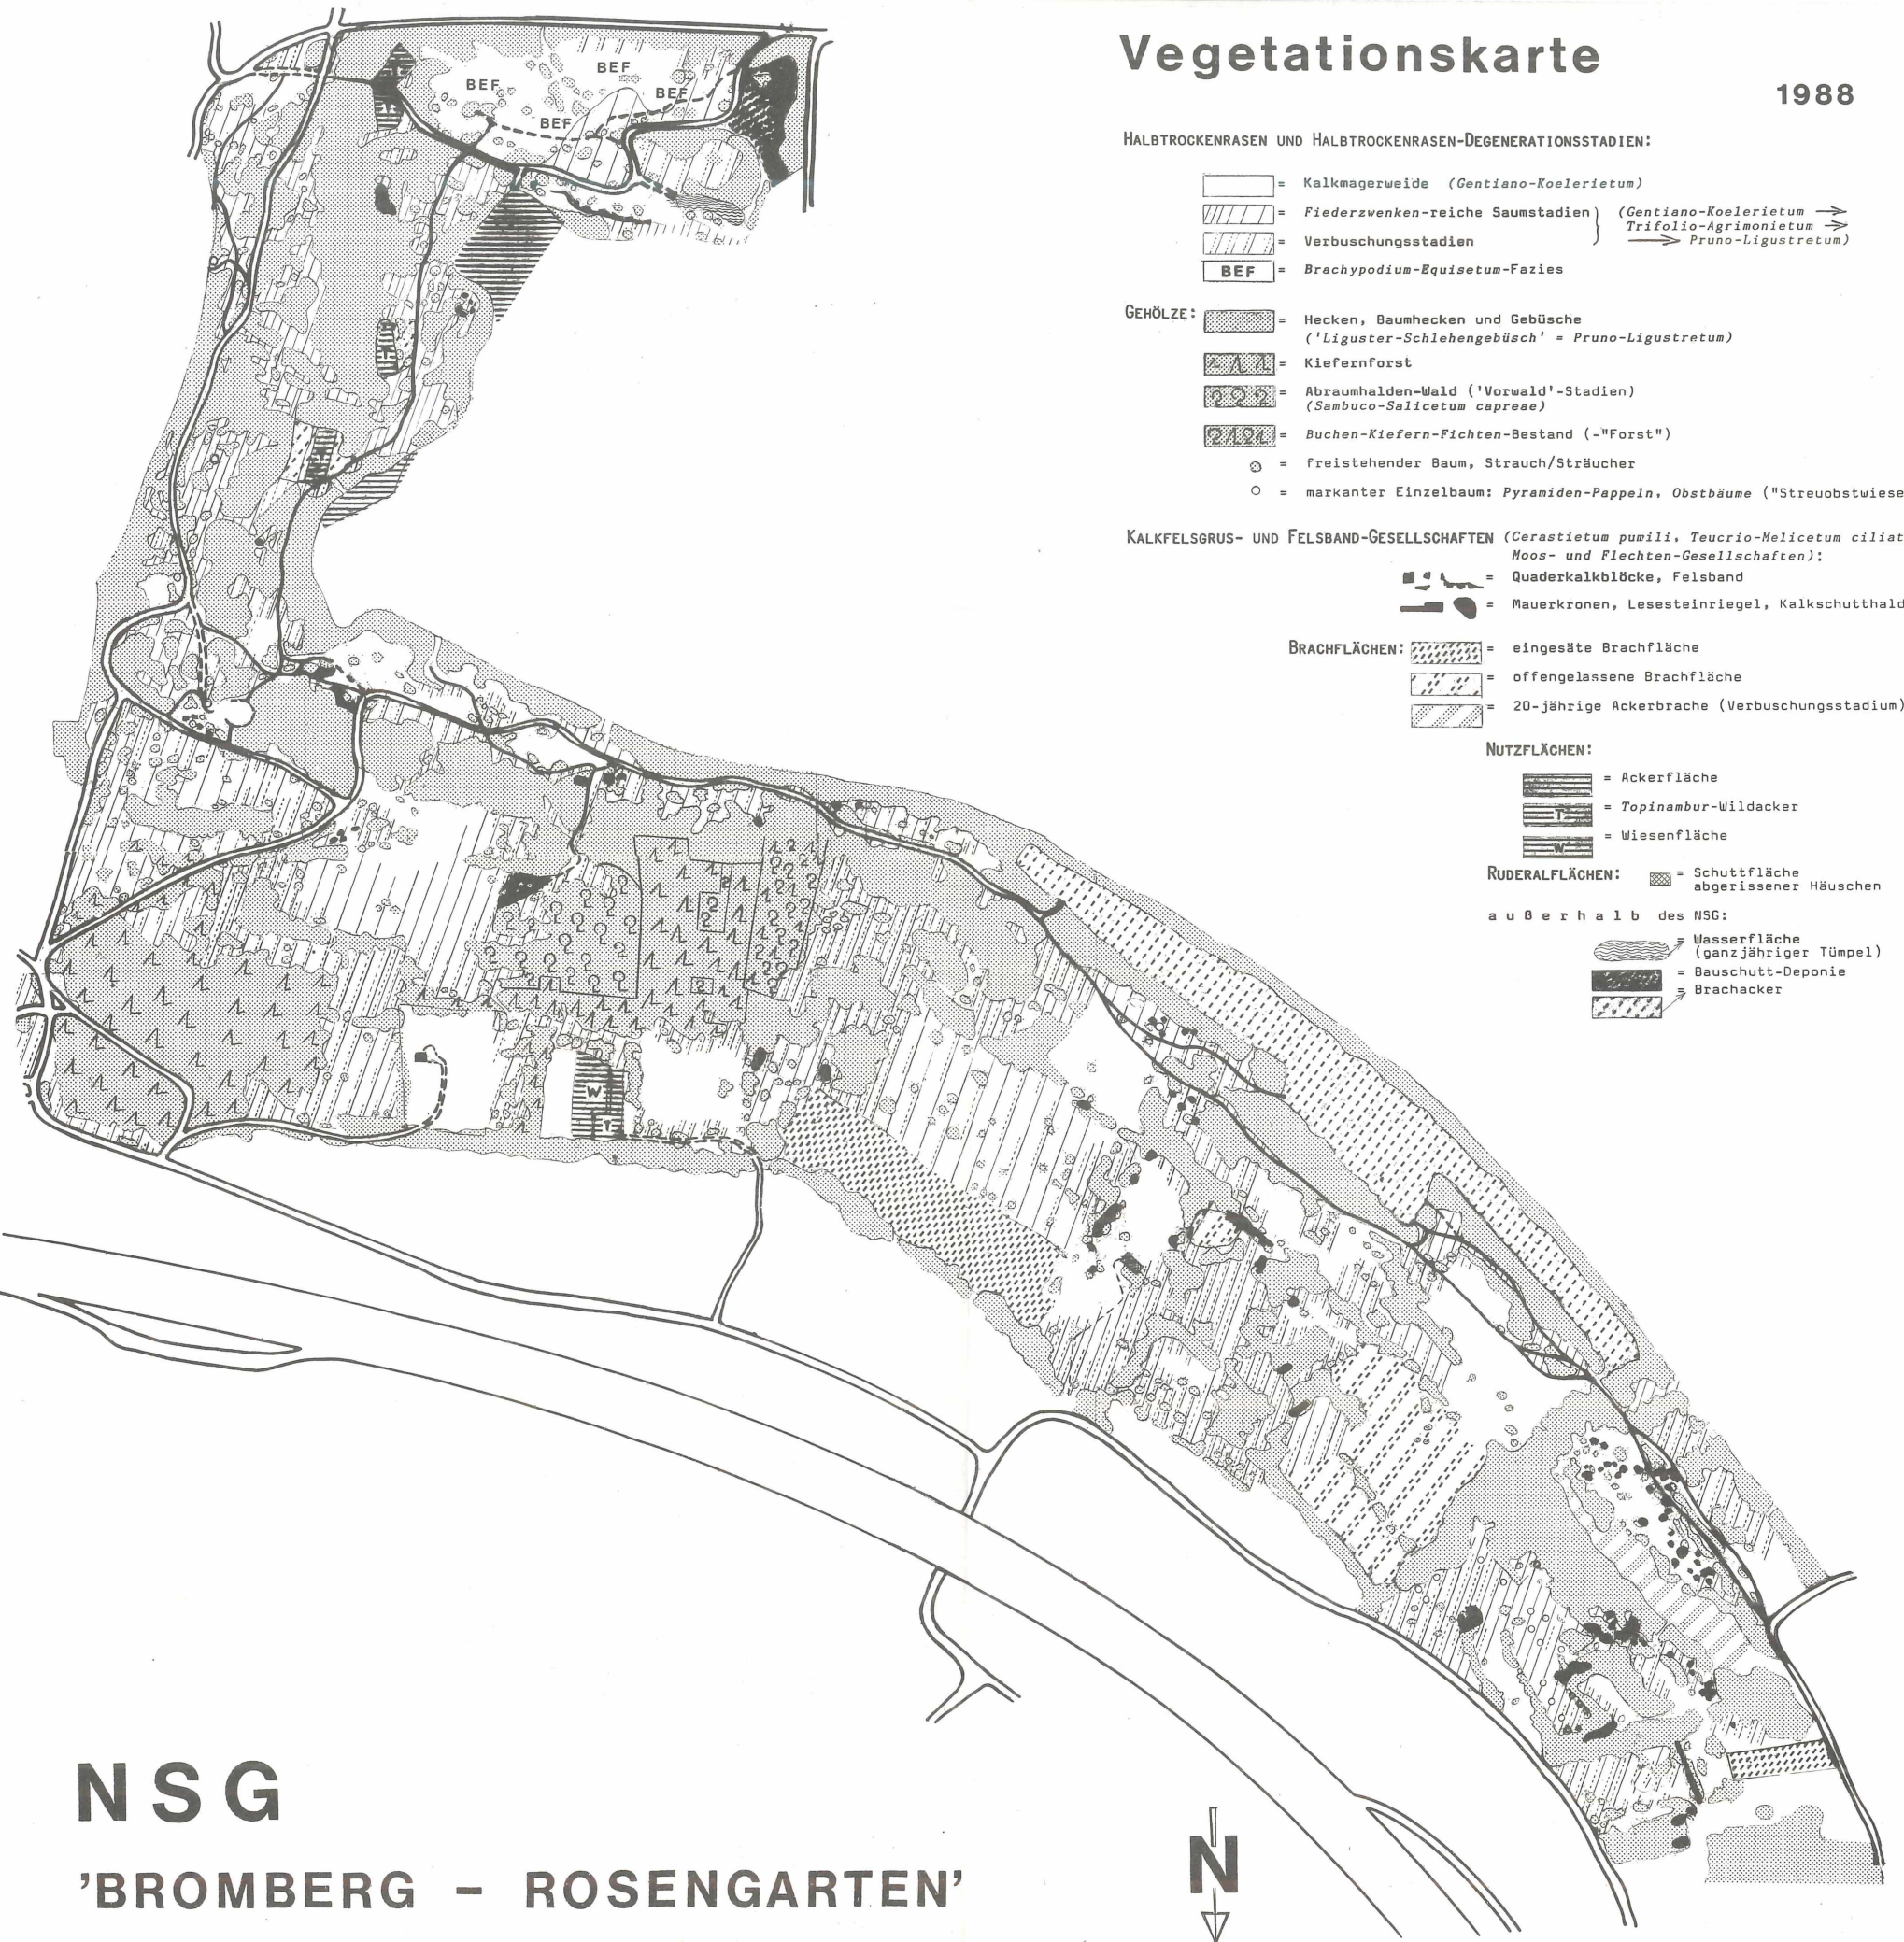 Vegetationskarte
1988
HALBTROCKENRASEN UND HALBTROCKENRASEN-DEGENERATIONSSTADIEN:
= Kalkmagerweide (Gentiano-Koelerietum)
= Fiederzwenken-reiche Saumstadien} (Gentiano-Koelerietum →
Trifolio-Agrimonietum →
= Verbuschungsstadien → Pruno-Ligustretum)
BEF = Brachypodium-Equisetum-Fazies
GEHÖLZE: = Hecken, Baumhecken und Gebüsche
('Liguster-Schlehengebüsch' = Pruno-Ligustretum)
= Kiefernforst
= Abraumhalden-Wald ('Vorwald'-Stadien)
(Sambuco-Salicetum capreae)
= Buchen-Kiefern-Fichten-Bestand (-"Forst")
= freistehender Baum, Strauch/Sträucher
= markanter Einzelbaum: Pyramiden-Pappeln, Obstbäume ("Streuobstwiese
KALKFELSGRUS- UND FELSBAND-GESELLSCHAFTEN (Cerastietum pumili, Teucrio-Melicetum ciliat
Moos- und Flechten-Gesellschaften):
= Quaderkalkblöcke, Felsband
= Mauerkronen, Lesesteinriegel, Kalkschutthald
BRACHFLÄCHEN: = eingesäte Brachfläche
= offengelassene Brachfläche
= 20-jährige Ackerbrache (Verbuschungsstadium)
NUTZFLÄCHEN:
= Ackerfläche
T = Topinambur-Wildacker
W = Wiesenfläche
RUDERALFLÄCHEN: = Schuttfläche
abgerissener Häuschen
außerhalb des NSG:
= Wasserfläche
(ganzjähriger Tümpel)
= Bauschutt-Deponie
= Brachacker
BEF
BEF
BEF
BEF
T
T
T
W
T
NSG
'BROMBERG - ROSENGARTEN'
N